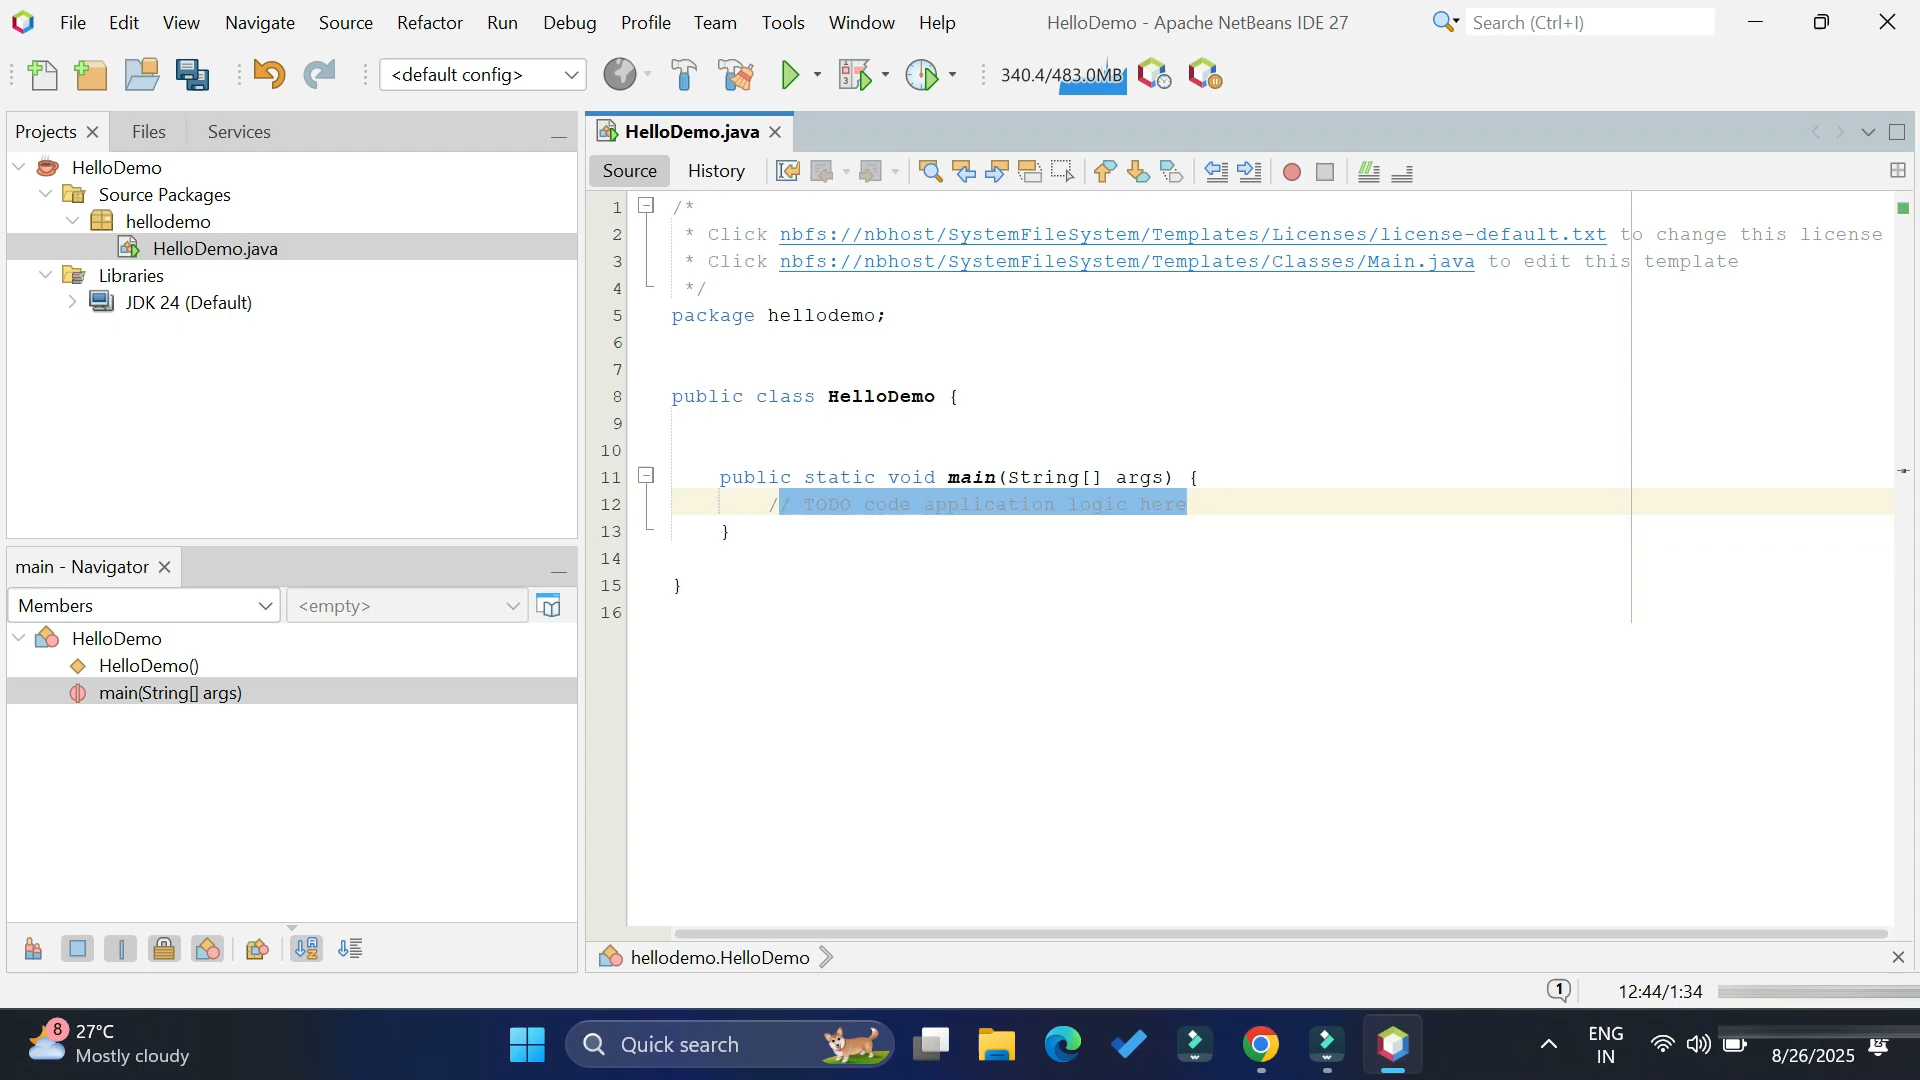 File Edit View Navigate Source Refactor Run Debug Profile Team Tools Window Help HelloDemo - Apache NetBeans IDE 27 Search (Ctrl+I)
<default config> 340.4/483.0MB
Projects Files Services
HelloDemo
Source Packages
hellodemo
HelloDemo.java
Libraries
JDK 24 (Default)
main - Navigator
Members <empty>
HelloDemo
HelloDemo()
main(String[] args)
HelloDemo.java
Source History
1 /*
2 * Click nbfs://nbhost/SystemFileSystem/Templates/Licenses/license-default.txt to change this license
3 * Click nbfs://nbhost/SystemFileSystem/Templates/Classes/Main.java to edit this template
4 */
5 package hellodemo;
6
7
8 public class HelloDemo {
9
10
11 public static void main(String[] args) {
12 // TODO code application logic here
13 }
14
15 }
16
hellodemo.HelloDemo
1 12:44/1:34
8 27°C
Mostly cloudy
Quick search
ENG
IN
8/26/2025